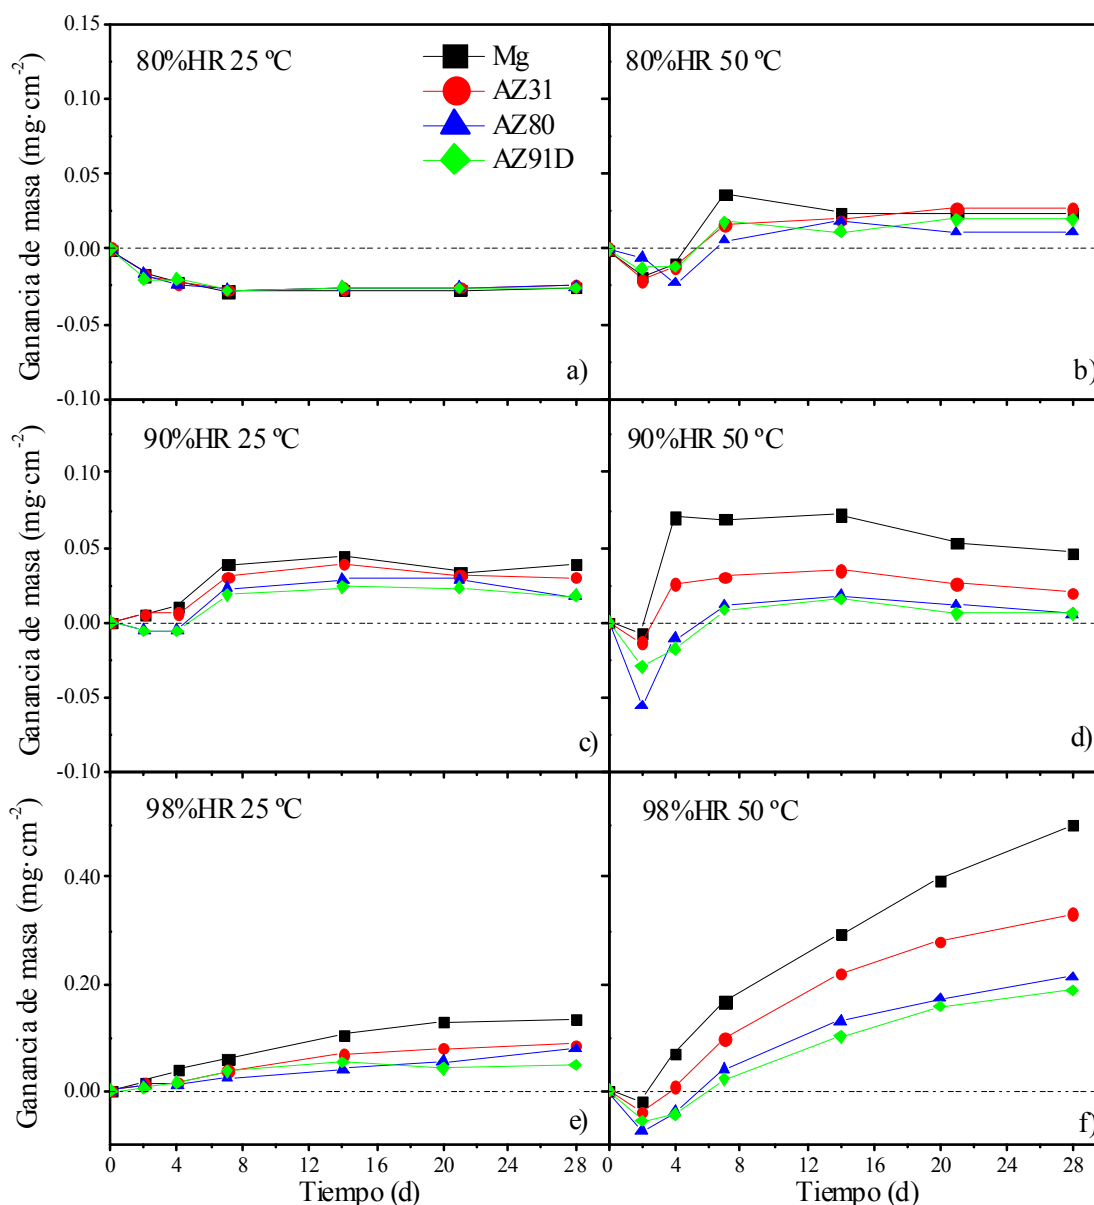 0.15
0.10
0.05
0.00
-0.05
-0.10
Ganancia de masa (mg·cm⁻²)
80%HR 25 ºC
Mg
AZ31
AZ80
AZ91D
a)
80%HR 50 ºC
b)
0.10
0.05
0.00
-0.05
-0.10
Ganancia de masa (mg·cm⁻²)
90%HR 25 ºC
c)
90%HR 50 ºC
d)
0.40
0.20
0.00
Ganancia de masa (mg·cm⁻²)
98%HR 25 ºC
e)
98%HR 50 ºC
f)
0 4 8 12 16 20 24 28
0 4 8 12 16 20 24 28
Tiempo (d)
Tiempo (d)